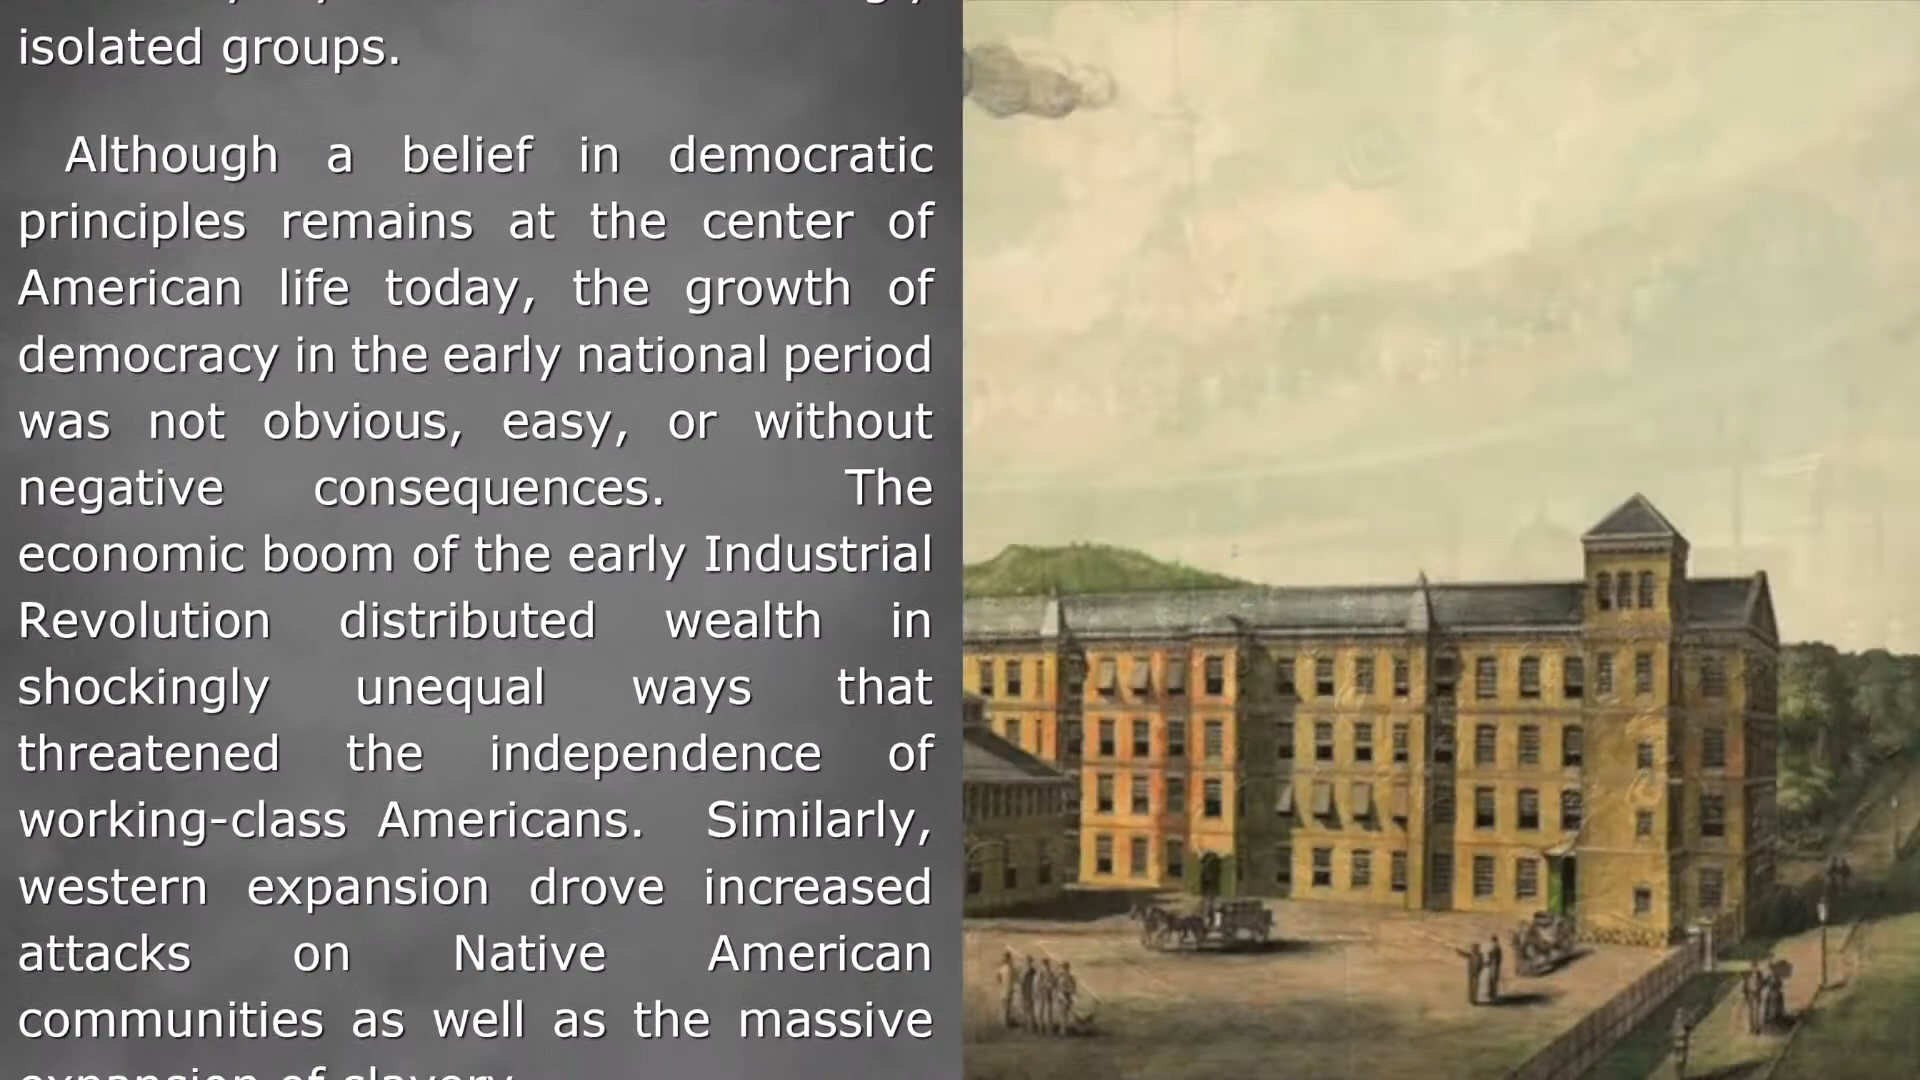 isolated groups.
Although a belief in democratic
principles remains at the center of
American life today, the growth of
democracy in the early national period
was not obvious, easy, or without
negative consequences. The
economic boom of the early Industrial
Revolution distributed wealth in
shockingly unequal ways that
threatened the independence of
working-class Americans. Similarly,
western expansion drove increased
attacks on Native American
communities as well as the massive
expansion of slavery.